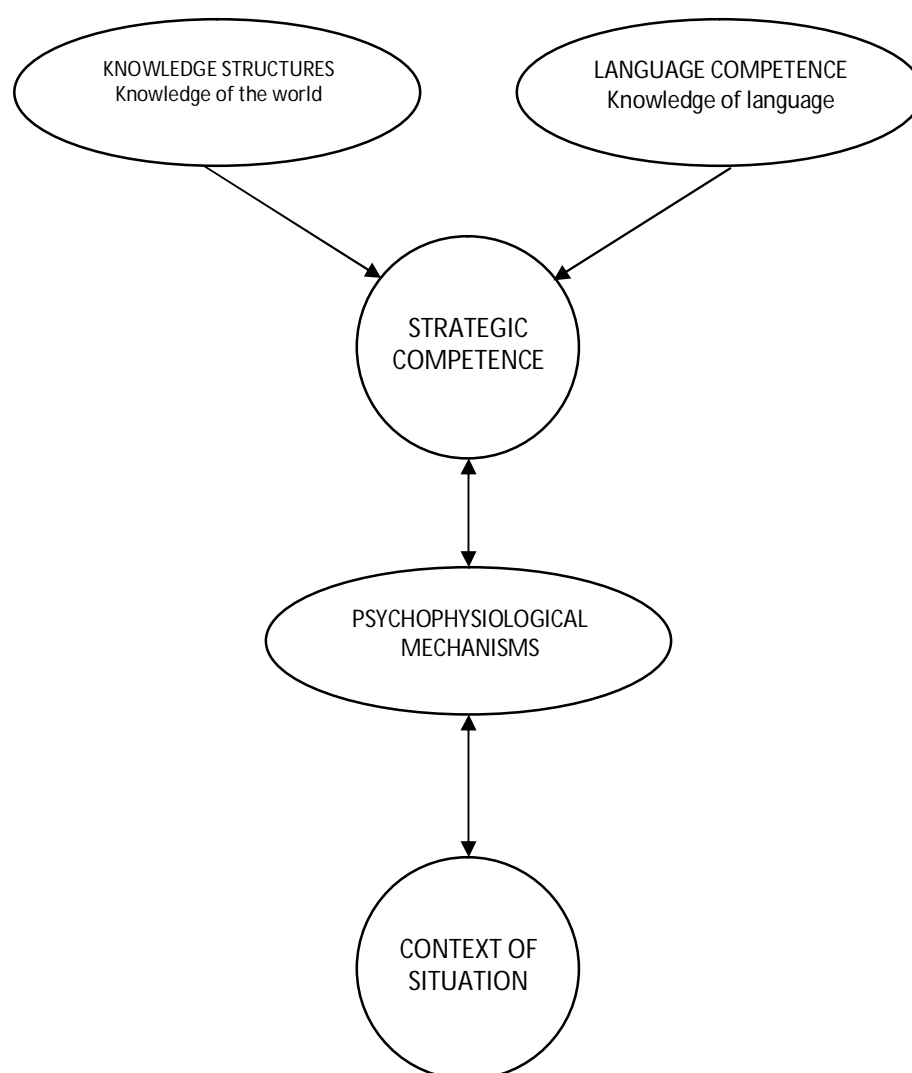 KNOWLEDGE STRUCTURES
Knowledge of the world
LANGUAGE COMPETENCE
Knowledge of language
STRATEGIC
COMPETENCE
PSYCHOPHYSIOLOGICAL
MECHANISMS
CONTEXT OF
SITUATION